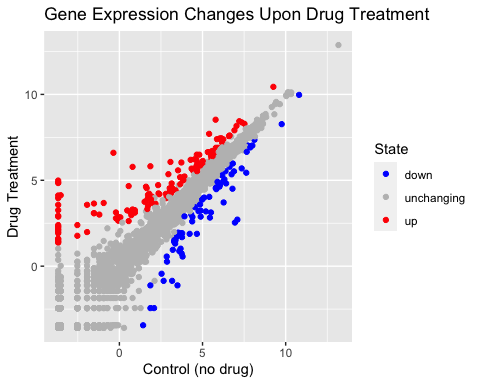 Gene Expression Changes Upon Drug Treatment
Drug Treatment
10
5
0
0 5 10
Control (no drug)
State
down
unchanging
up